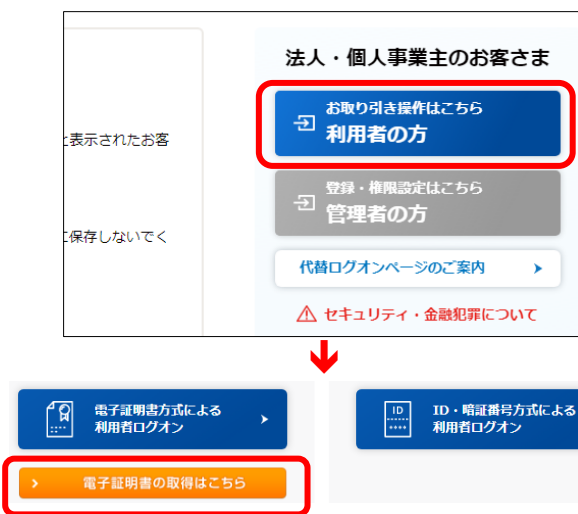 法人・個人事業主のお客さま
お取り引き操作はこちら
利用者の方
と表示されたお客
登録・権限設定はこちら
管理者の方
に保存しないでく
代替ログオンページのご案内
セキュリティ・金融犯罪について
電子証明書方式による
利用者ログオン
ID
ID・暗証番号方式による
利用者ログオン
電子証明書の取得はこちら